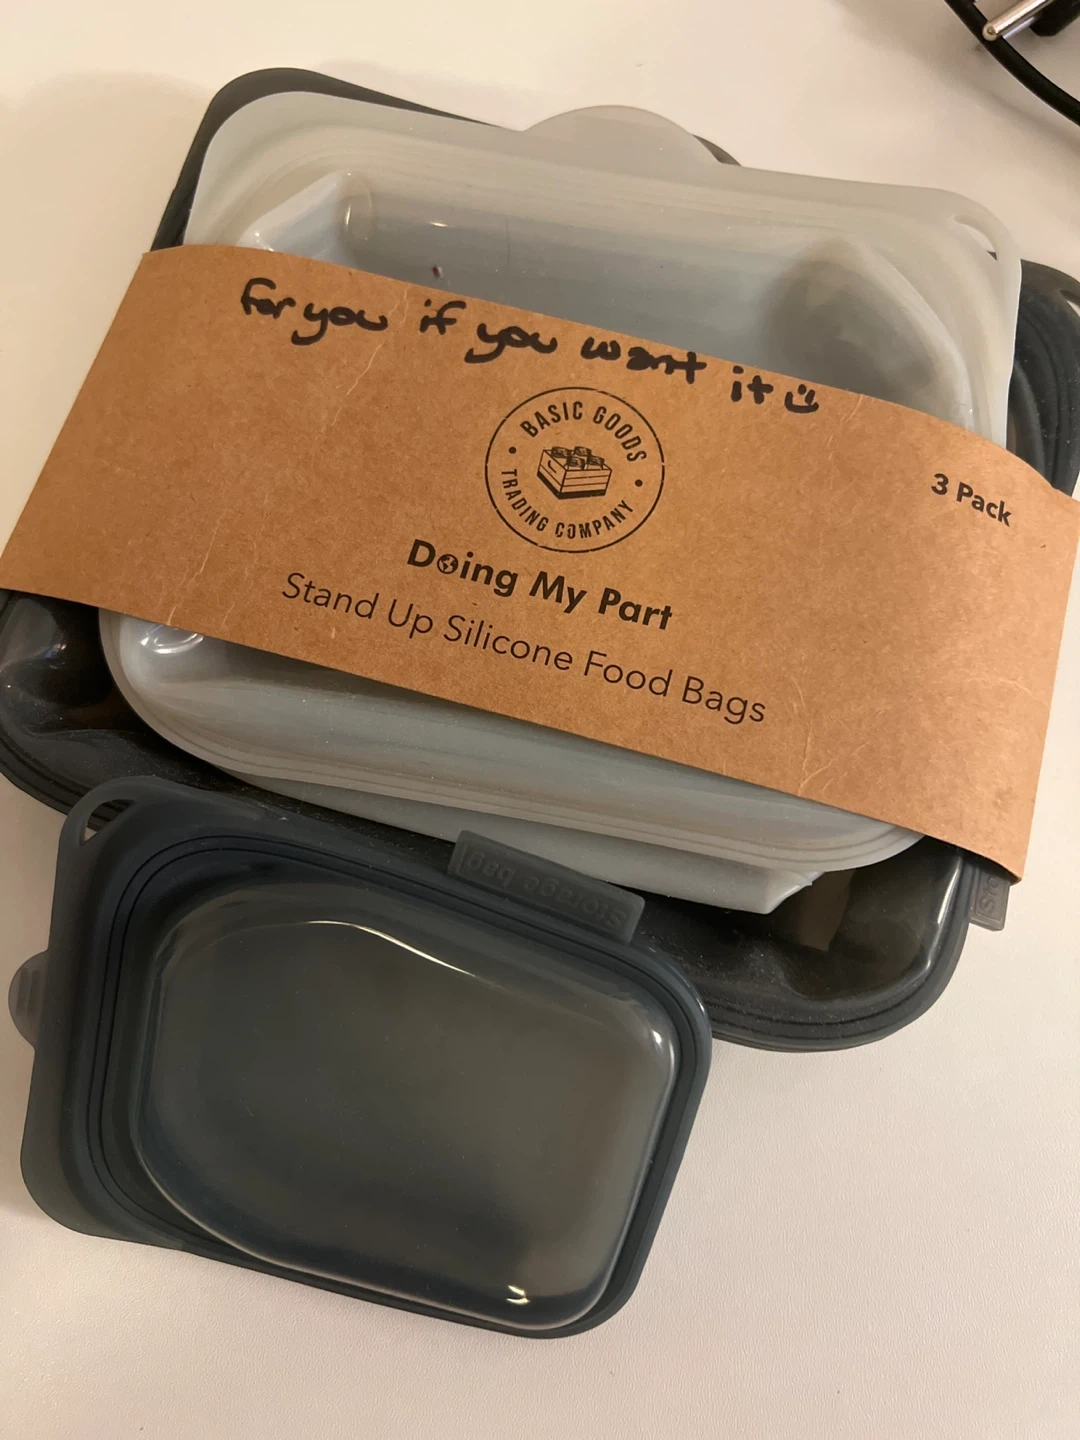 for you if you want it
BASIC GOODS
TRADING COMPANY
3 Pack
Doing My Part
Stand Up Silicone Food Bags
Storage bag
Sto